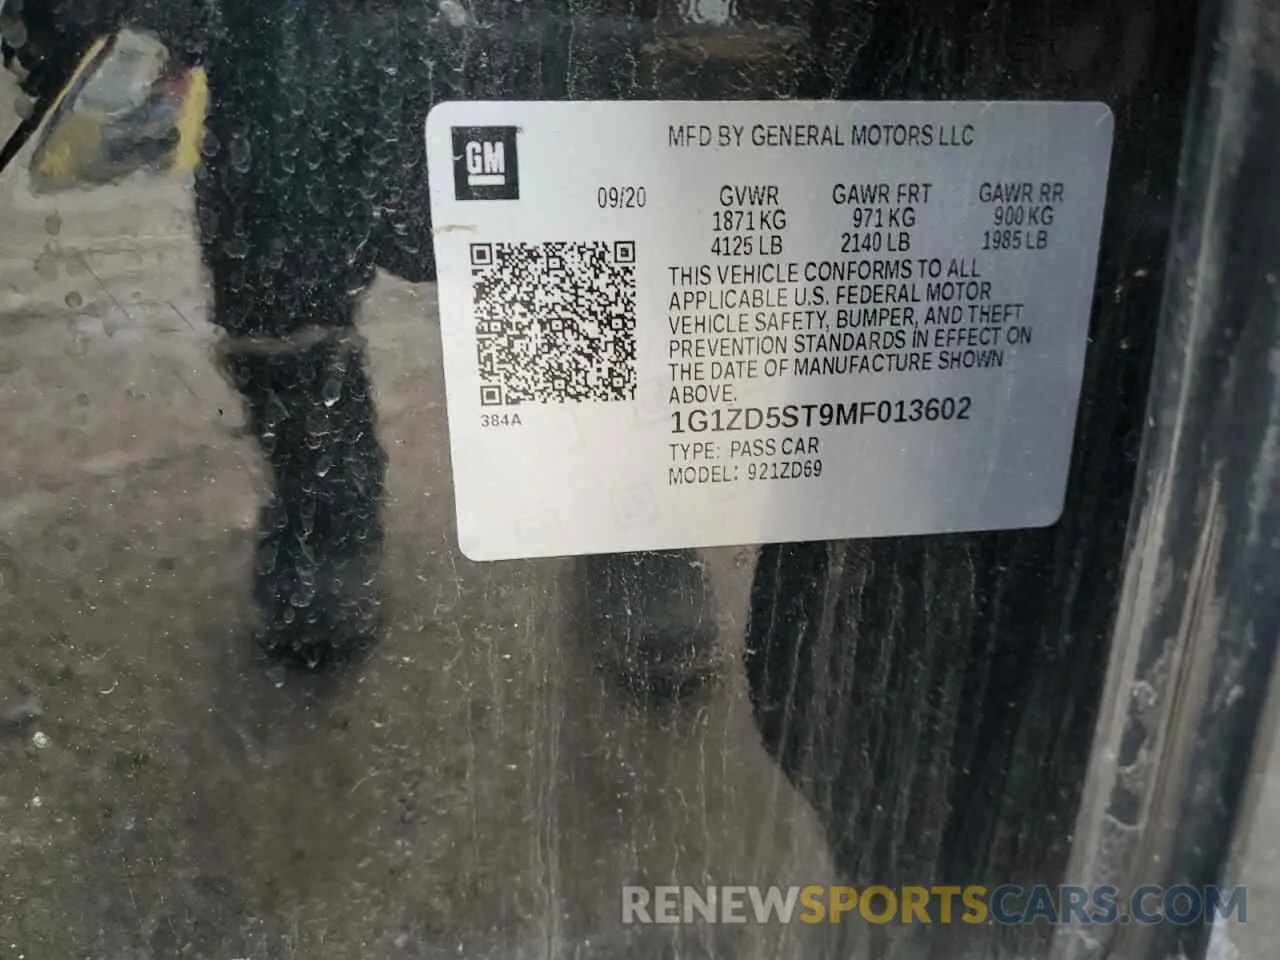 GM
MFD BY GENERAL MOTORS LLC
09/20
GVWR GAWR FRT GAWR RR
1871 KG 971 KG 900 KG
4125 LB 2140 LB 1985 LB
THIS VEHICLE CONFORMS TO ALL
APPLICABLE U.S. FEDERAL MOTOR
VEHICLE SAFETY, BUMPER, AND THEFT
PREVENTION STANDARDS IN EFFECT ON
THE DATE OF MANUFACTURE SHOWN
ABOVE.
384A
1G1ZD5ST9MF013602
TYPE: PASS CAR
MODEL: 921ZD69
RENEWSPORTSCARS.COM